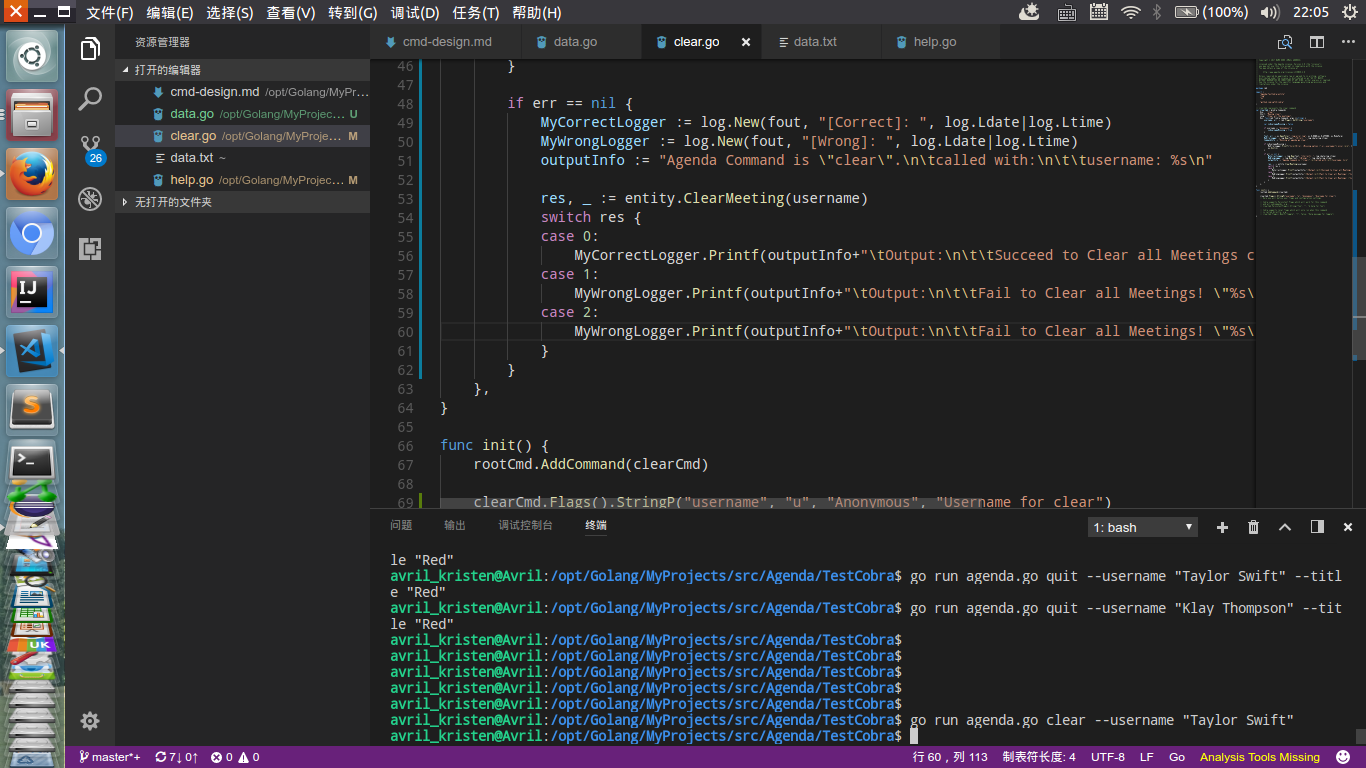 文件(F) 编辑(E) 选择(S) 查看(V) 转到(G) 调试(D) 任务(T) 帮助(H)
(100%) 22:05
资源管理器
打开的编辑器
cmd-design.md /opt/Golang/MyPr...
data.go /opt/Golang/MyProject... U
clear.go /opt/Golang/MyProje... M
data.txt ~
help.go /opt/Golang/MyProjec... M
无打开的文件夹
26
cmd-design.md data.go clear.go data.txt help.go
46 }
47
48 if err == nil {
49 MyCorrectLogger := log.New(fout, "[Correct]: ", log.Ldate|log.Ltime)
50 MyWrongLogger := log.New(fout, "[Wrong]: ", log.Ldate|log.Ltime)
51 outputInfo := "Agenda Command is \"clear\".\n\tcalled with:\n\t\tusername: %s\n"
52
53 res, _ := entity.ClearMeeting(username)
54 switch res {
55 case 0:
56 MyCorrectLogger.Printf(outputInfo+"\tOutput:\n\t\tSucceed to Clear all Meetings c
57 case 1:
58 MyWrongLogger.Printf(outputInfo+"\tOutput:\n\t\tFail to Clear all Meetings! \"%s\
59 case 2:
60 MyWrongLogger.Printf(outputInfo+"\tOutput:\n\t\tFail to Clear all Meetings! \"%s\
61 }
62 }
63 },
64 }
65
66 func init() {
67 rootCmd.AddCommand(clearCmd)
68
69 clearCmd.Flags().StringP("username", "u", "Anonymous", "Username for clear")
问题 输出 调试控制台 终端 1: bash
le "Red"
avril_kristen@Avril:/opt/Golang/MyProjects/src/Agenda/TestCobra$ go run agenda.go quit --username "Taylor Swift" --titl
e "Red"
avril_kristen@Avril:/opt/Golang/MyProjects/src/Agenda/TestCobra$ go run agenda.go quit --username "Klay Thompson" --tit
le "Red"
avril_kristen@Avril:/opt/Golang/MyProjects/src/Agenda/TestCobra$
avril_kristen@Avril:/opt/Golang/MyProjects/src/Agenda/TestCobra$
avril_kristen@Avril:/opt/Golang/MyProjects/src/Agenda/TestCobra$
avril_kristen@Avril:/opt/Golang/MyProjects/src/Agenda/TestCobra$
avril_kristen@Avril:/opt/Golang/MyProjects/src/Agenda/TestCobra$
avril_kristen@Avril:/opt/Golang/MyProjects/src/Agenda/TestCobra$ go run agenda.go clear --username "Taylor Swift"
avril_kristen@Avril:/opt/Golang/MyProjects/src/Agenda/TestCobra$
master*+ 7↓ 0↑ 0 0 行 60，列 113 制表符长度: 4 UTF-8 LF Go Analysis Tools Missing
IJ
S
UK